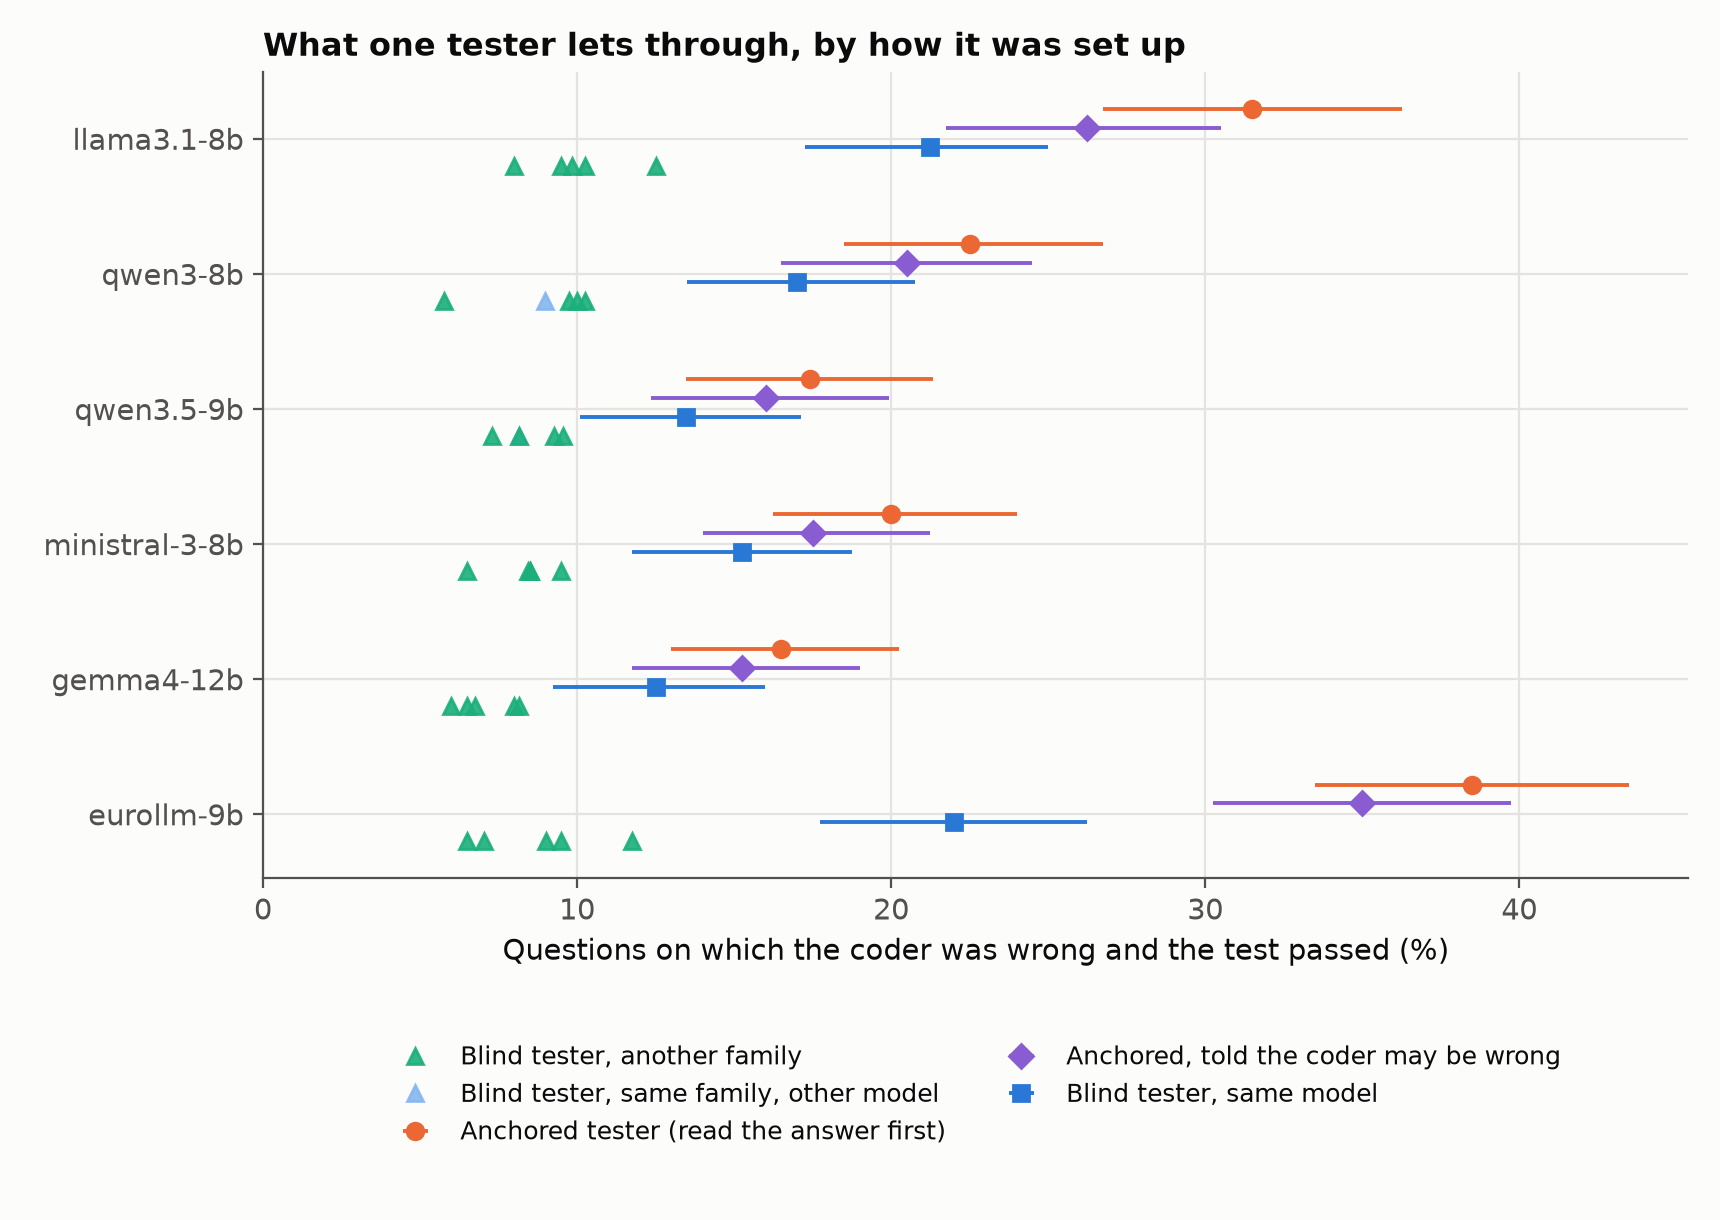 What one tester lets through, by how it was set up
llama3.1-8b
qwen3-8b
qwen3.5-9b
ministral-3-8b
gemma4-12b
eurollm-9b
0 10 20 30 40
Questions on which the coder was wrong and the test passed (%)
Blind tester, another family
Blind tester, same family, other model
Anchored tester (read the answer first)
Anchored, told the coder may be wrong
Blind tester, same model